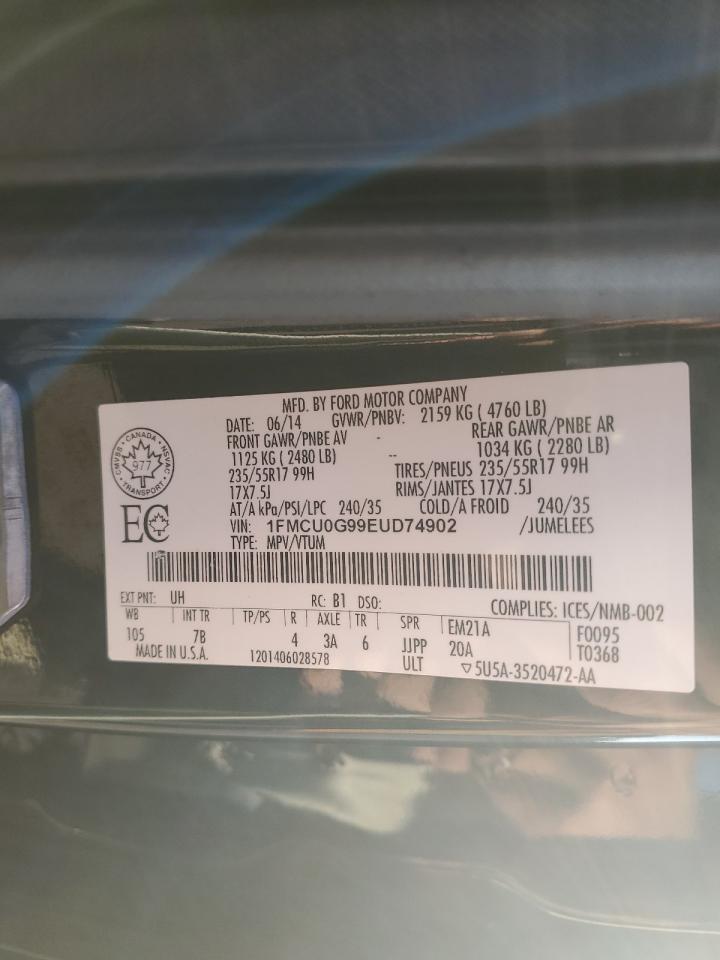 MFD. BY FORD MOTOR COMPANY
DATE: 06/14 GVWR/PNBV: 2159 KG ( 4760 LB)
FRONT GAWR/PNBE AV - REAR GAWR/PNBE AR
1125 KG ( 2480 LB) -- 1034 KG ( 2280 LB)
235/55R17 99H TIRES/PNEUS 235/55R17 99H
17X7.5J RIMS/JANTES 17X7.5J
AT/A kPa/PSI/LPC 240/35 COLD/A FROID 240/35
VIN: 1FMCU0G99EUD74902 /JUMELEES
TYPE: MPV/VTUM
CANADA
CMVSS 977 NSVAC
TRANSPORT
EC
EXT PNT: UH RC: B1 DSO: COMPLIES: ICES/NMB-002
WB INT TR TP/PS R AXLE TR SPR EM21A F0095
105 7B 4 3A 6 JJPP 20A T0368
MADE IN U.S.A. 1201406028578 ULT 5U5A-3520472-AA